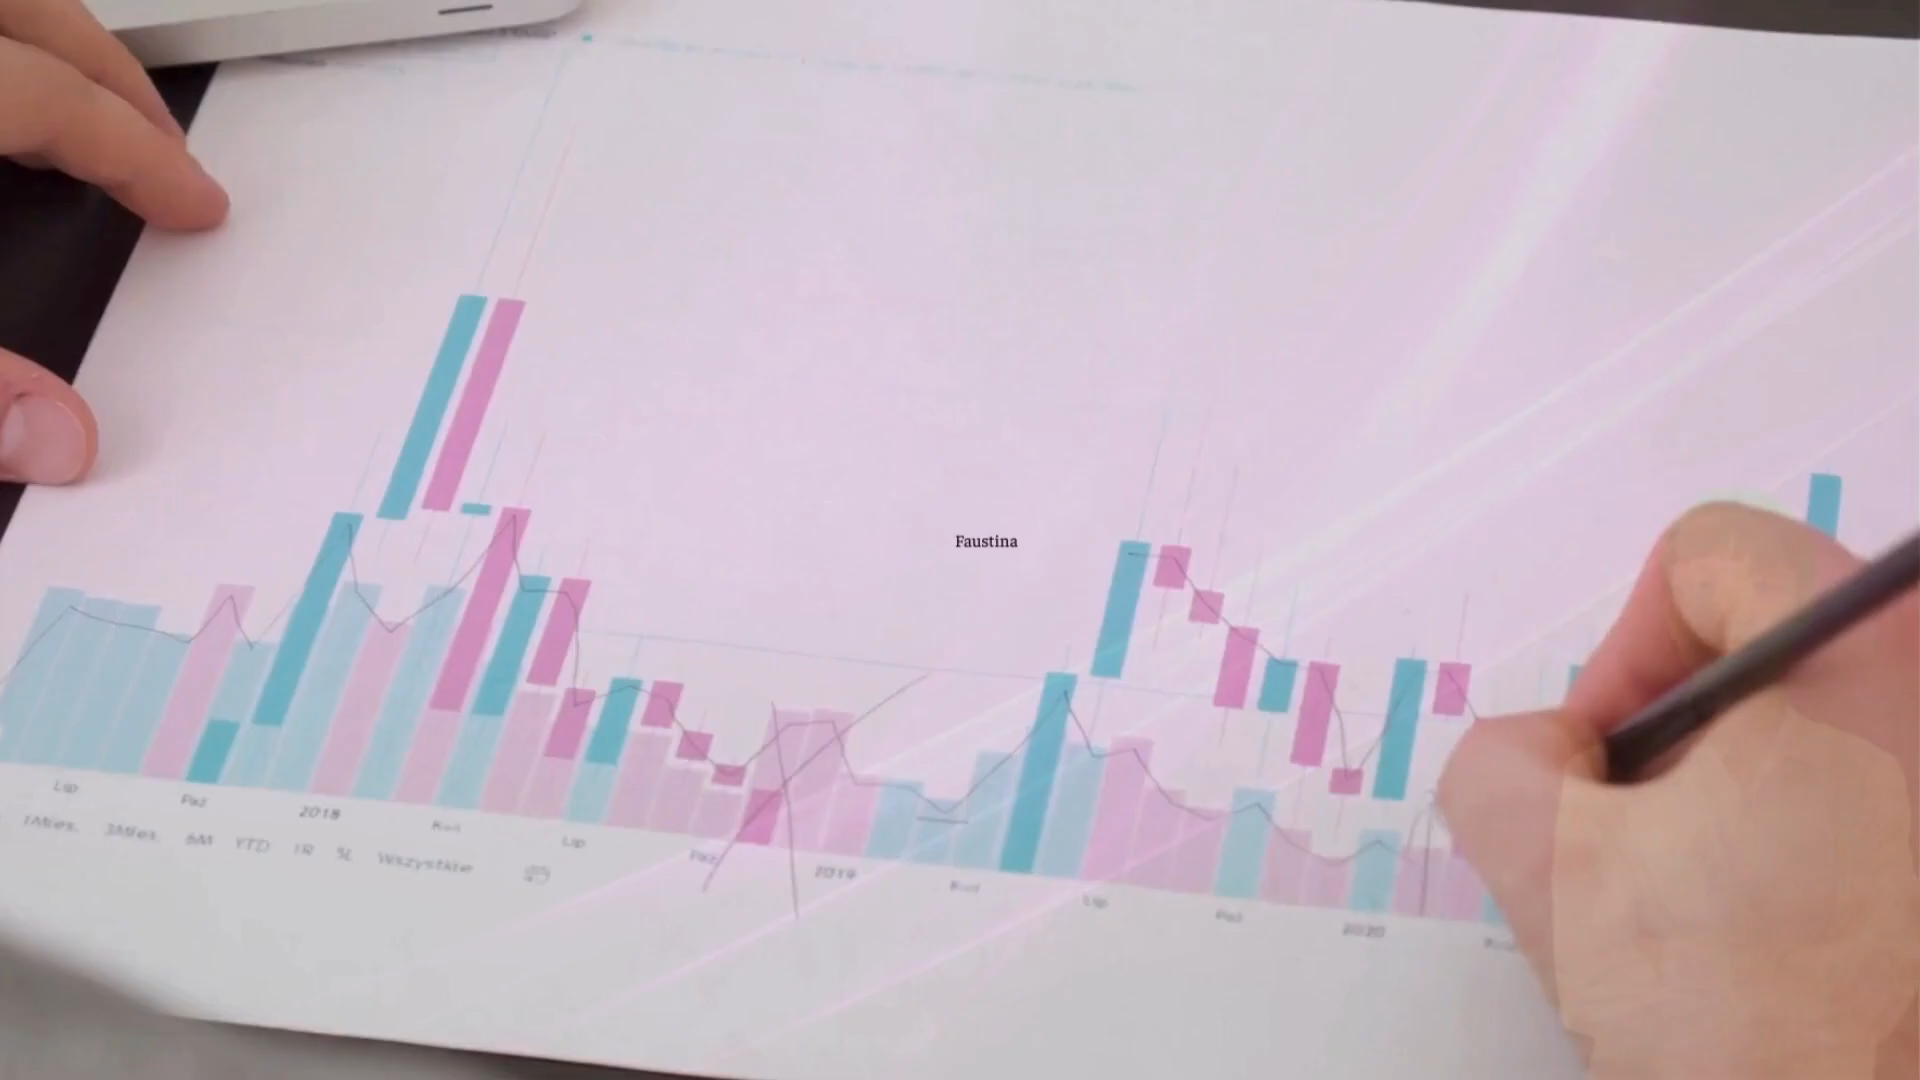 Faustina
Lip
Paź
2018
Kwi
Lip
Paź
2019
Kwi
Lip
Paź
2020
1Mies.
3Mies.
6M
YTD
1R
5L
Wszystkie